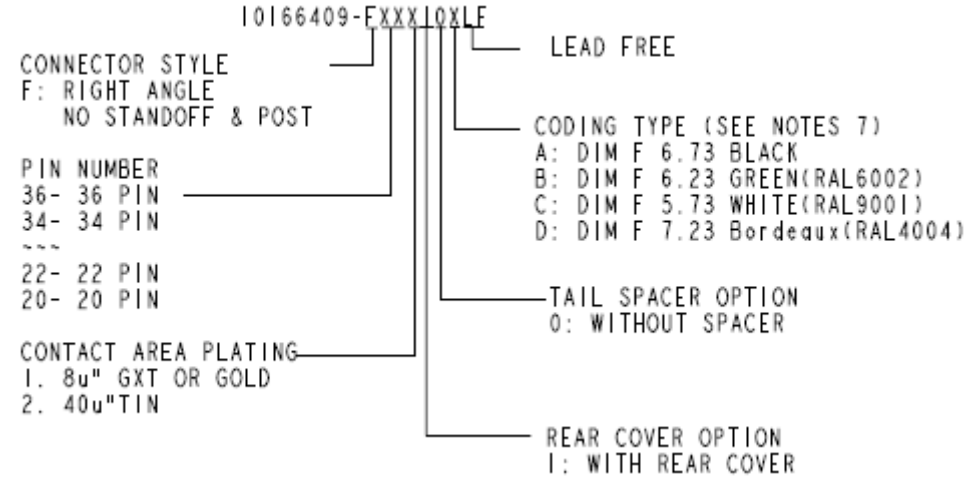 10166409-FXXX10XLF
LEAD FREE
CONNECTOR STYLE
F: RIGHT ANGLE
NO STANDOFF & POST
CODING TYPE (SEE NOTES 7)
A: DIM F 6.73 BLACK
B: DIM F 6.23 GREEN(RAL6002)
C: DIM F 5.73 WHITE(RAL9001)
D: DIM F 7.23 Bordeaux(RAL4004)
PIN NUMBER
36- 36 PIN
34- 34 PIN
~~~
22- 22 PIN
20- 20 PIN
TAIL SPACER OPTION
0: WITHOUT SPACER
CONTACT AREA PLATING
1. 8u" GXT OR GOLD
2. 40u"TIN
REAR COVER OPTION
1: WITH REAR COVER